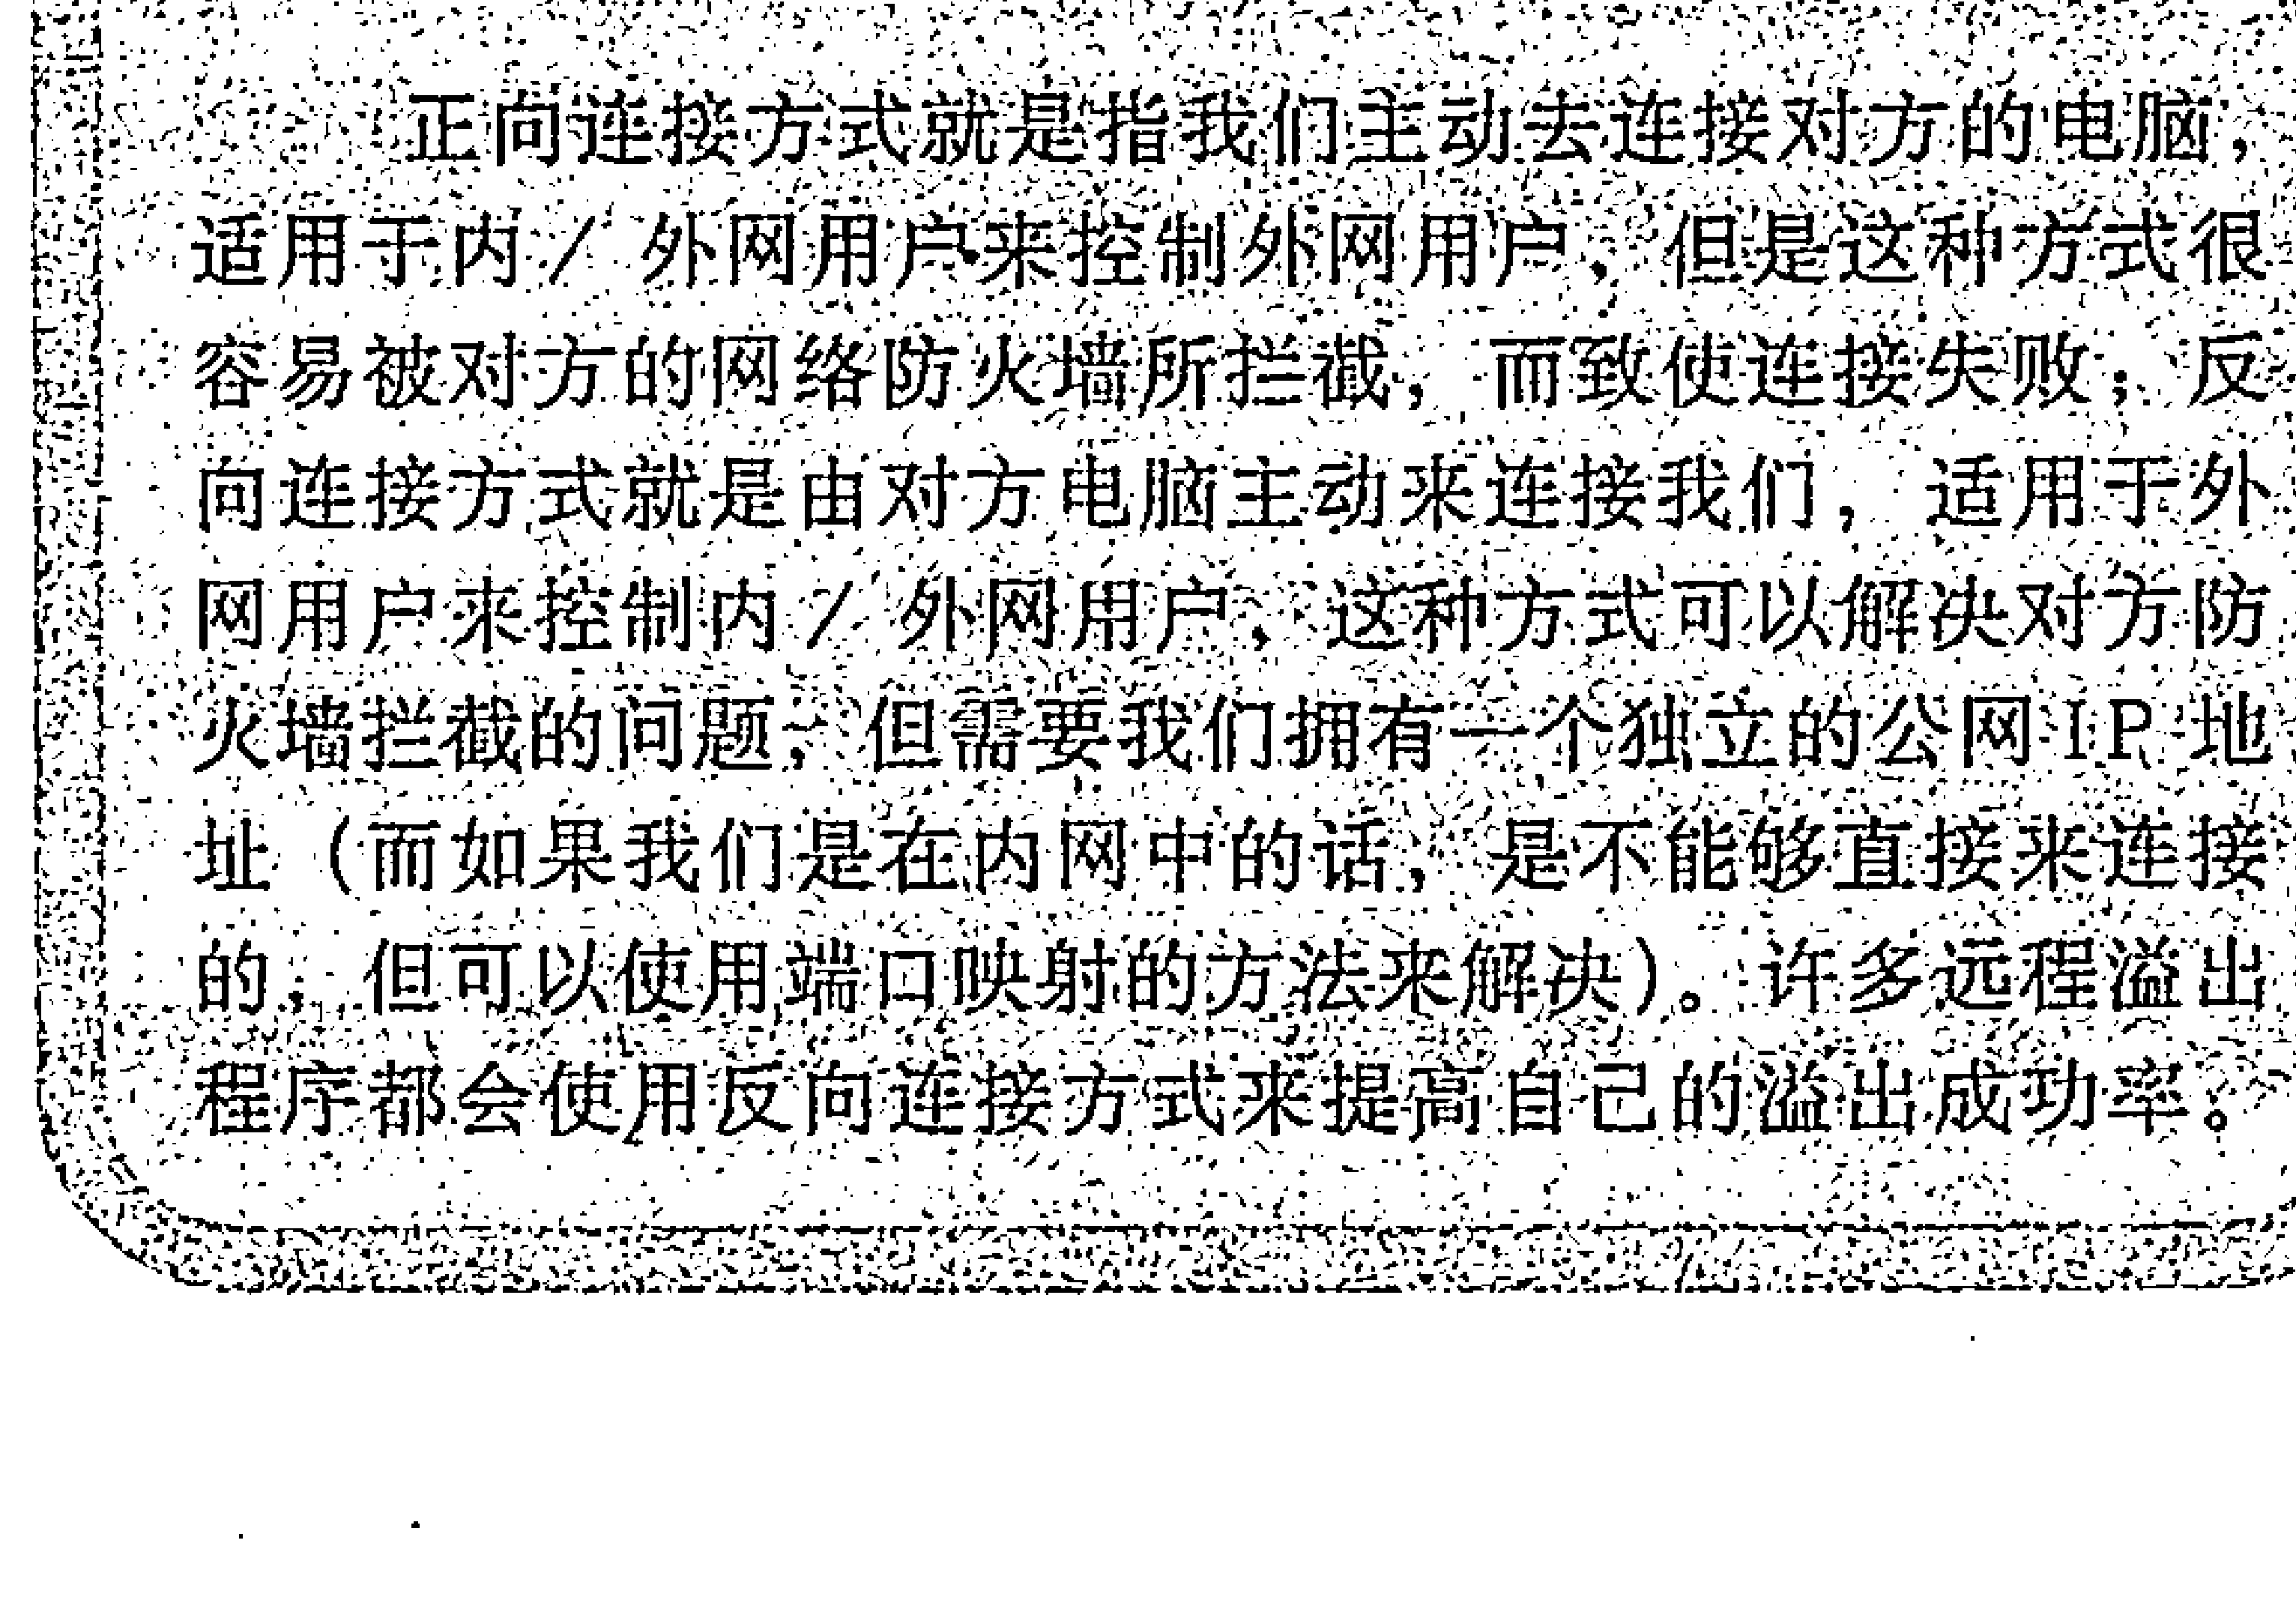 正向连接方式就是指我们主动去连接对方的电脑，
适用于内／外网用户来控制外网用户，但是这种方式很
容易被对方的网络防火墙所拦截，而致使连接失败；反
向连接方式就是由对方电脑主动来连接我们，适用于外
网用户来控制内／外网用户，这种方式可以解决对方防
火墙拦截的问题，但需要我们拥有一个独立的公网IP地
址（而如果我们是在内网中的话，是不能够直接来连接
的，但可以使用端口映射的方法来解决）。许多远程溢出
程序都会使用反向连接方式来提高自己的溢出成功率。